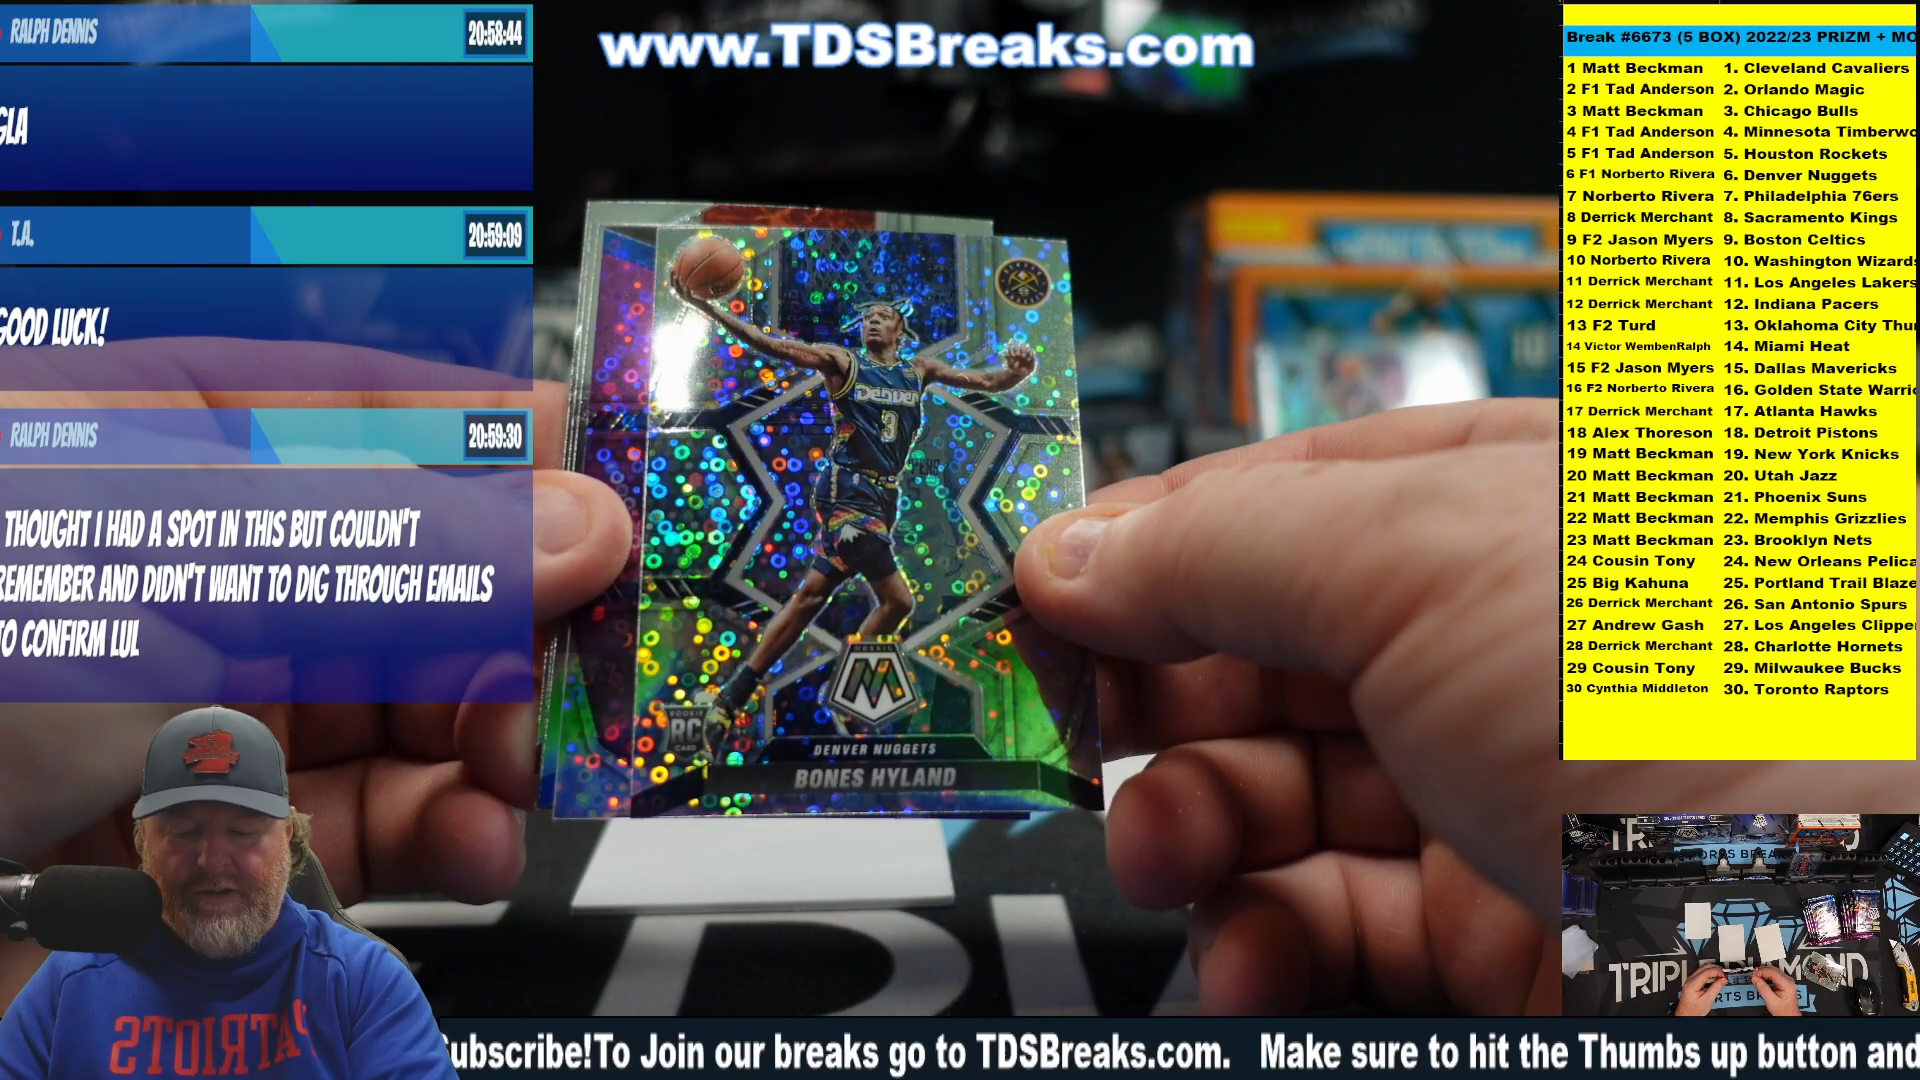 RALPH DENNIS
20:58:44
GLA
T.A.
20:59:09
GOOD LUCK!
RALPH DENNIS
20:59:30
THOUGHT I HAD A SPOT IN THIS BUT COULDN'T
REMEMBER AND DIDN'T WANT TO DIG THROUGH EMAILS
TO CONFIRM LUL
www.TDSBreaks.com
DENVER
3
MOSAIC
M
ROOKIE
RC
CARD
DENVER NUGGETS
BONES HYLAND
PATRIOTS
Break #6673 (5 BOX) 2022/23 PRIZM + MO
1 Matt Beckman 1. Cleveland Cavaliers
2 F1 Tad Anderson 2. Orlando Magic
3 Matt Beckman 3. Chicago Bulls
4 F1 Tad Anderson 4. Minnesota Timberwo
5 F1 Tad Anderson 5. Houston Rockets
6 F1 Norberto Rivera 6. Denver Nuggets
7 Norberto Rivera 7. Philadelphia 76ers
8 Derrick Merchant 8. Sacramento Kings
9 F2 Jason Myers 9. Boston Celtics
10 Norberto Rivera 10. Washington Wizards
11 Derrick Merchant 11. Los Angeles Lakers
12 Derrick Merchant 12. Indiana Pacers
13 F2 Turd 13. Oklahoma City Thu
14 Victor WembenRalph 14. Miami Heat
15 F2 Jason Myers 15. Dallas Mavericks
16 F2 Norberto Rivera 16. Golden State Warrio
17 Derrick Merchant 17. Atlanta Hawks
18 Alex Thoreson 18. Detroit Pistons
19 Matt Beckman 19. New York Knicks
20 Matt Beckman 20. Utah Jazz
21 Matt Beckman 21. Phoenix Suns
22 Matt Beckman 22. Memphis Grizzlies
23 Matt Beckman 23. Brooklyn Nets
24 Cousin Tony 24. New Orleans Pelica
25 Big Kahuna 25. Portland Trail Blaze
26 Derrick Merchant 26. San Antonio Spurs
27 Andrew Gash 27. Los Angeles Clippe
28 Derrick Merchant 28. Charlotte Hornets
29 Cousin Tony 29. Milwaukee Bucks
30 Cynthia Middleton 30. Toronto Raptors
TRIPLE DIAMOND
ubscribe!To Join our breaks go to TDSBreaks.com. Make sure to hit the Thumbs up button and